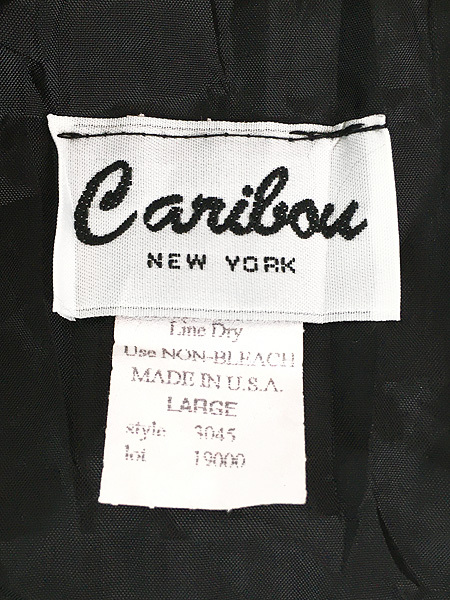 Caribou
NEW YORK
Line Dry
Use NON-BLEACH
MADE IN U.S.A.
LARGE
style 3045
lot 19000